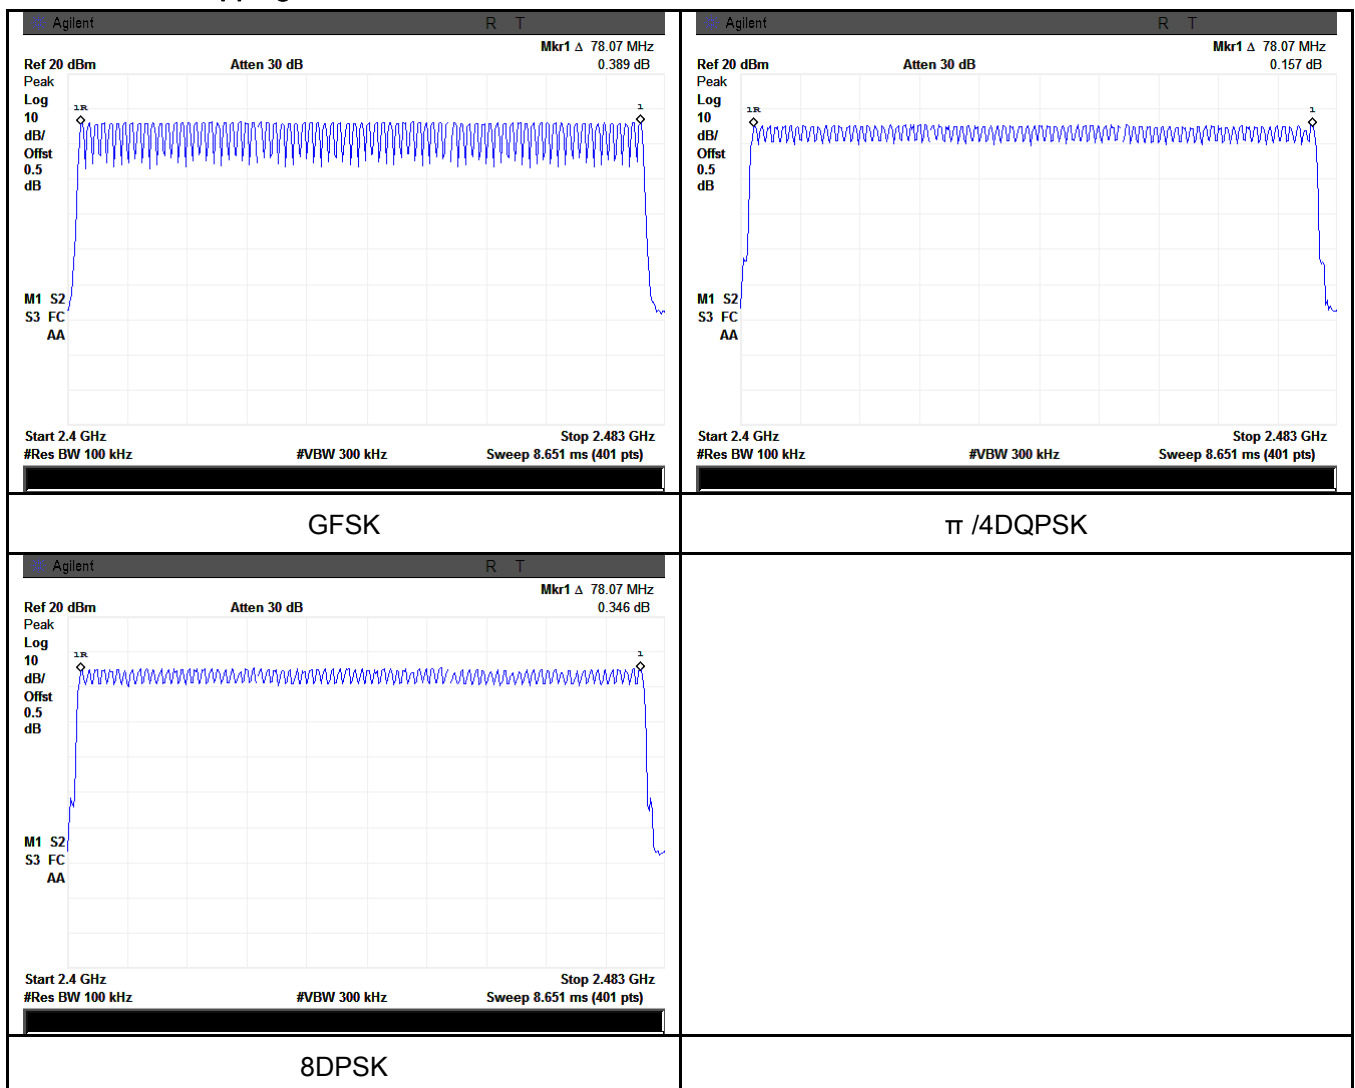 Agilent R T
Mkr1 Δ 78.07 MHz
Ref 20 dBm Atten 30 dB 0.389 dB
Peak
Log
10
dB/
Offst
0.5
dB
1R
1
M1 S2
S3 FC
AA
Start 2.4 GHz Stop 2.483 GHz
#Res BW 100 kHz #VBW 300 kHz Sweep 8.651 ms (401 pts)
GFSK
Agilent R T
Mkr1 Δ 78.07 MHz
Ref 20 dBm Atten 30 dB 0.157 dB
Peak
Log
10
dB/
Offst
0.5
dB
1R
1
M1 S2
S3 FC
AA
Start 2.4 GHz Stop 2.483 GHz
#Res BW 100 kHz #VBW 300 kHz Sweep 8.651 ms (401 pts)
π /4DQPSK
Agilent R T
Mkr1 Δ 78.07 MHz
Ref 20 dBm Atten 30 dB 0.346 dB
Peak
Log
10
dB/
Offst
0.5
dB
1R
1
M1 S2
S3 FC
AA
Start 2.4 GHz Stop 2.483 GHz
#Res BW 100 kHz #VBW 300 kHz Sweep 8.651 ms (401 pts)
8DPSK